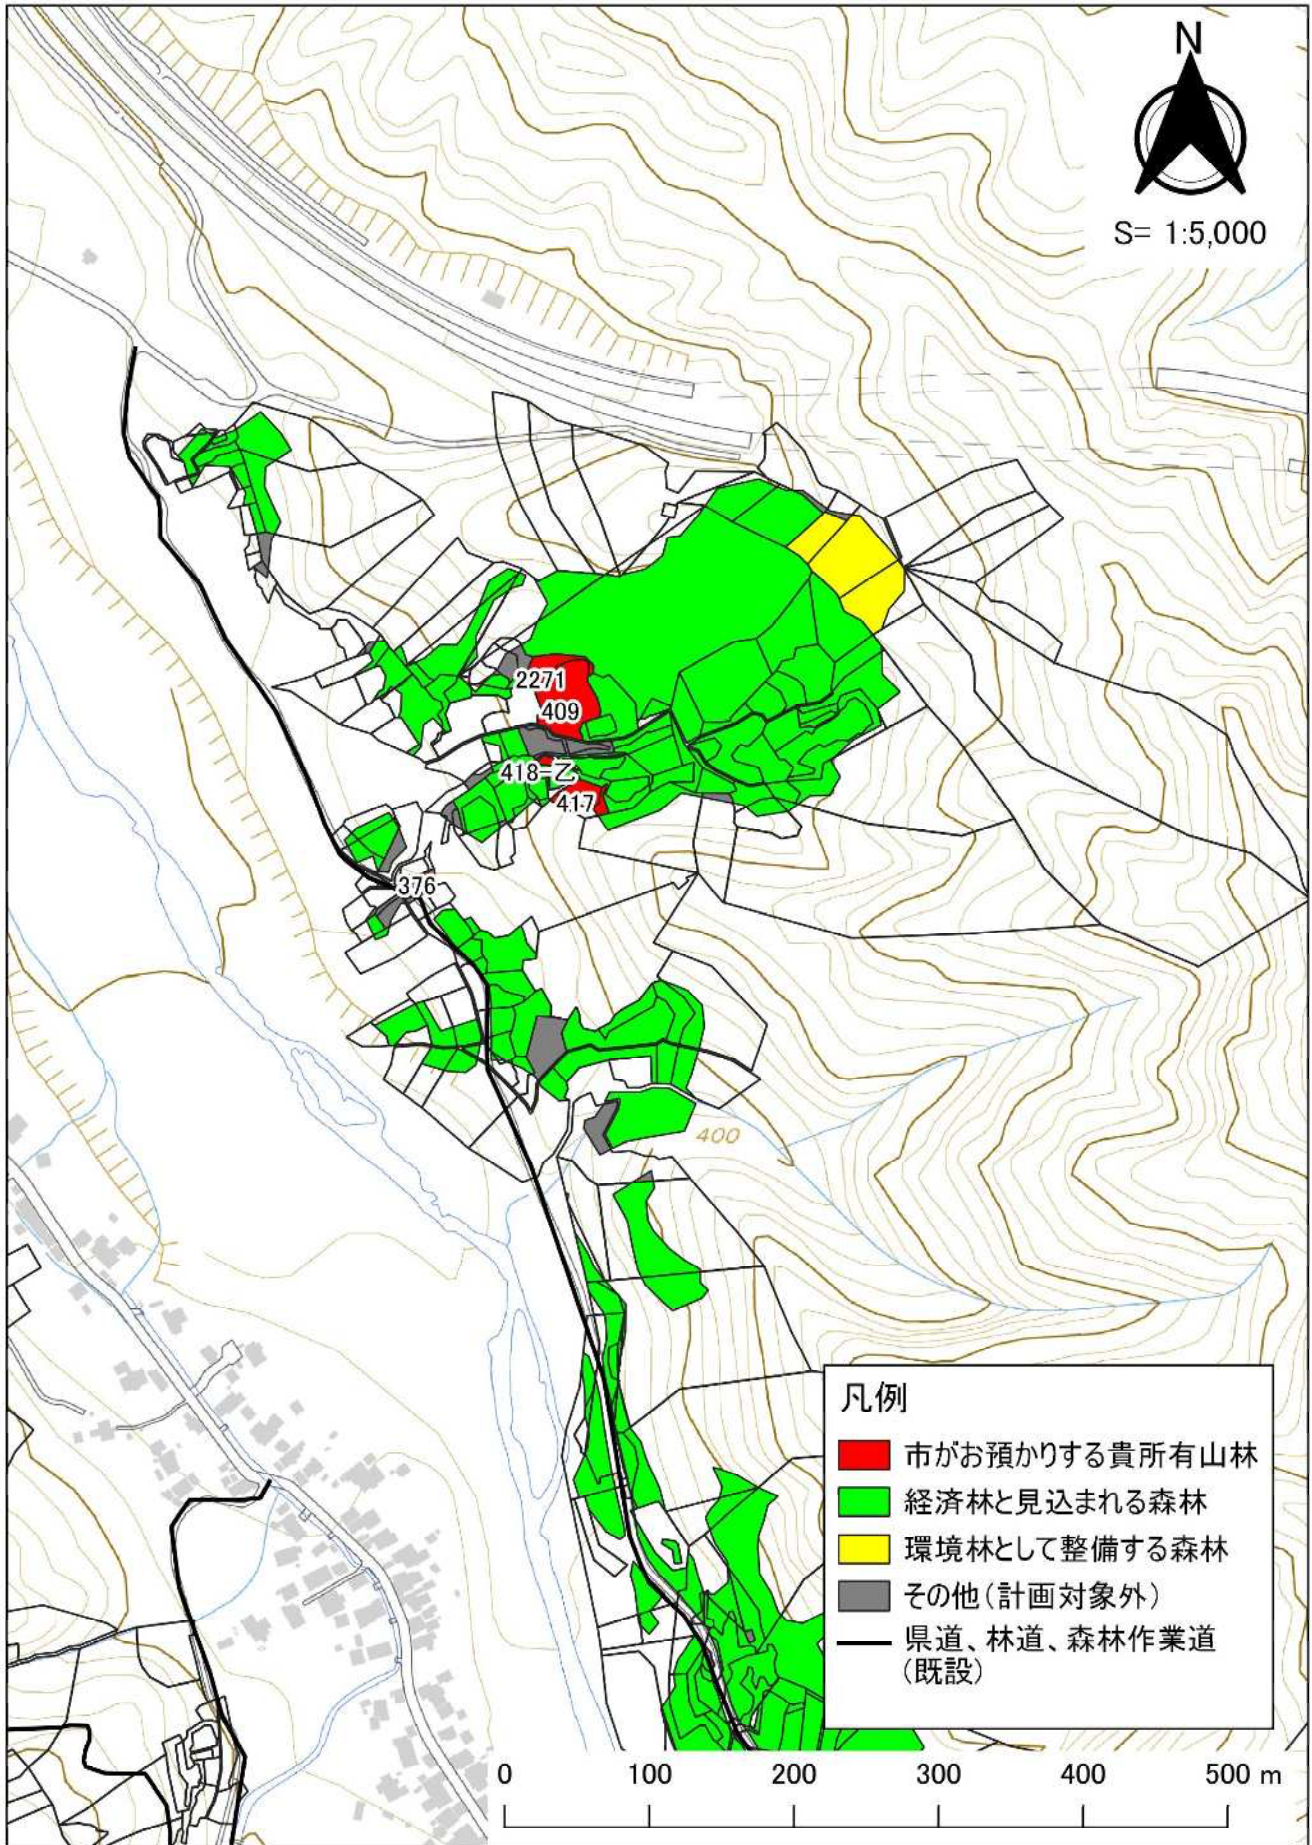 N
S= 1:5,000
2271
409
418=乙
417
376
400
凡例
市がお預かりする貴所有山林
経済林と見込まれる森林
環境林として整備する森林
その他(計画対象外)
県道、林道、森林作業道
(既設)
0 100 200 300 400 500 m